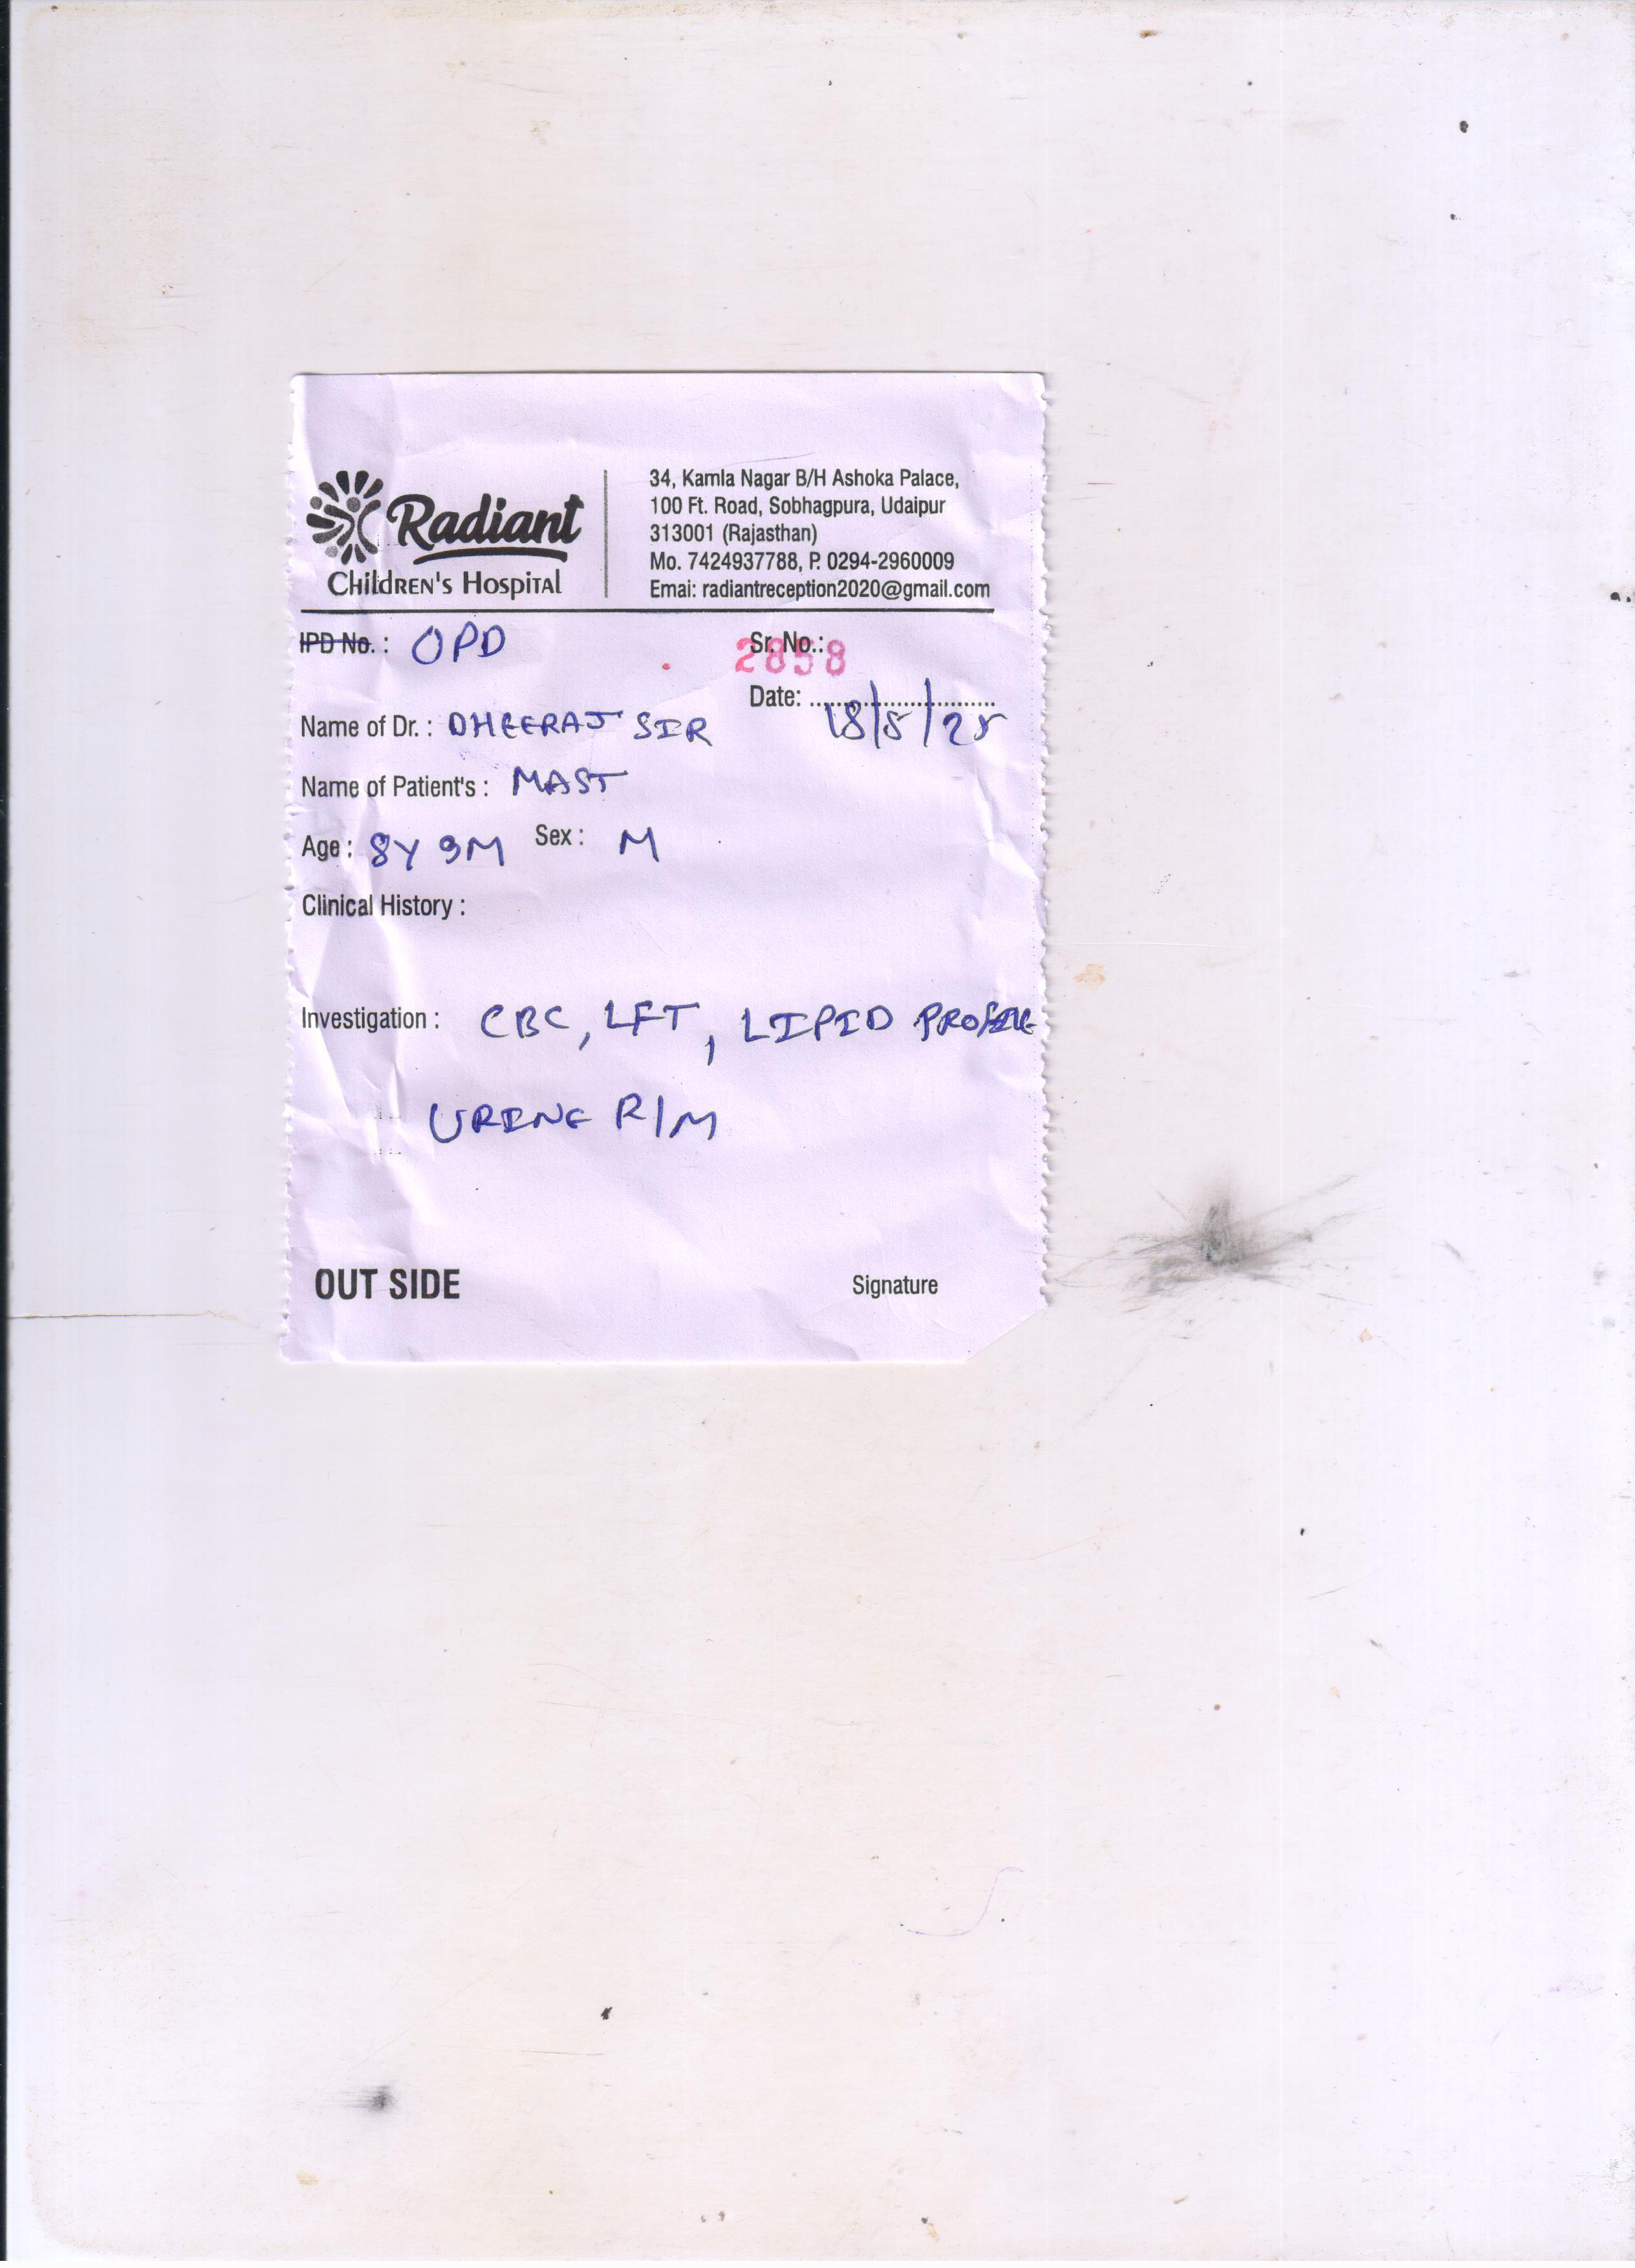 Radiant
Children's Hospital
34, Kamla Nagar B/H Ashoka Palace,
100 Ft. Road, Sobhagpura, Udaipur
313001 (Rajasthan)
Mo. 7424937788, P. 0294-2960009
Emai: radiantreception2020@gmail.com
IPD No. : OPD
Sr. No.: 2858
Date: 18/5/25
Name of Dr. : DHEERAJ SIR
Name of Patient's : MAST
Age : 8Y 9M Sex : M
Clinical History :
Investigation : CBC, LFT, LIPID PROFILE
URINE R/M
OUT SIDE Signature